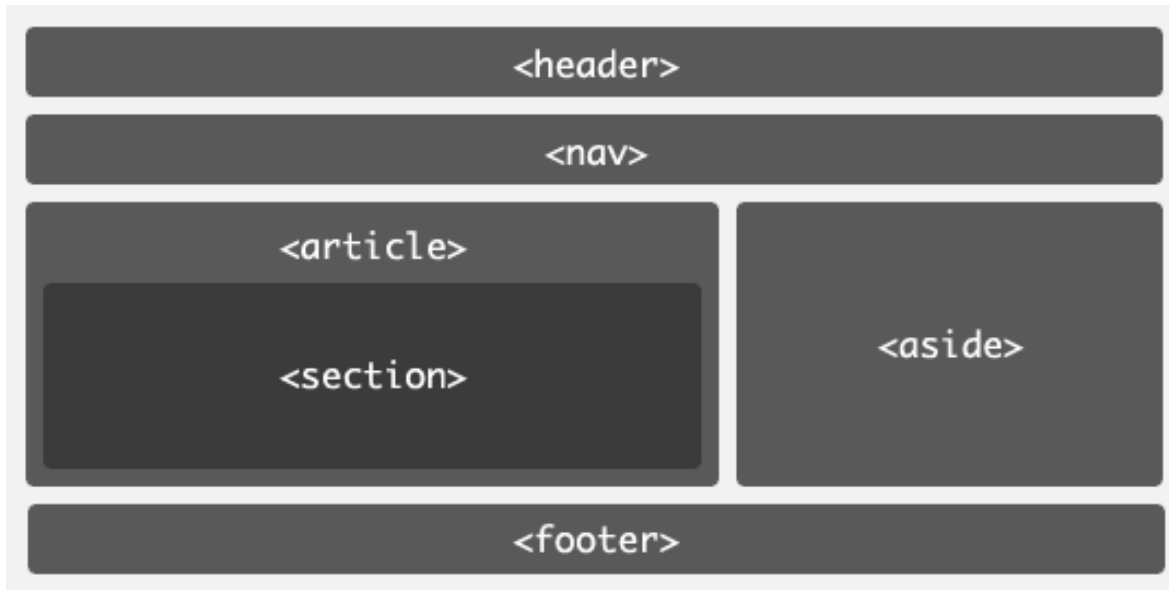 <header>
<nav>
<article>
<section>
<aside>
<footer>